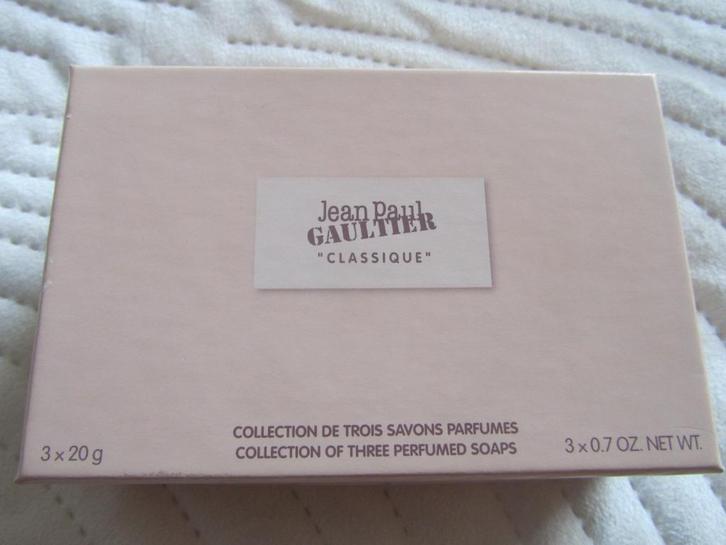 Jean Paul
GAULTIER
"CLASSIQUE"
COLLECTION DE TROIS SAVONS PARFUMES
COLLECTION OF THREE PERFUMED SOAPS
3 x 20 g
3 x 0.7 OZ. NET WT.